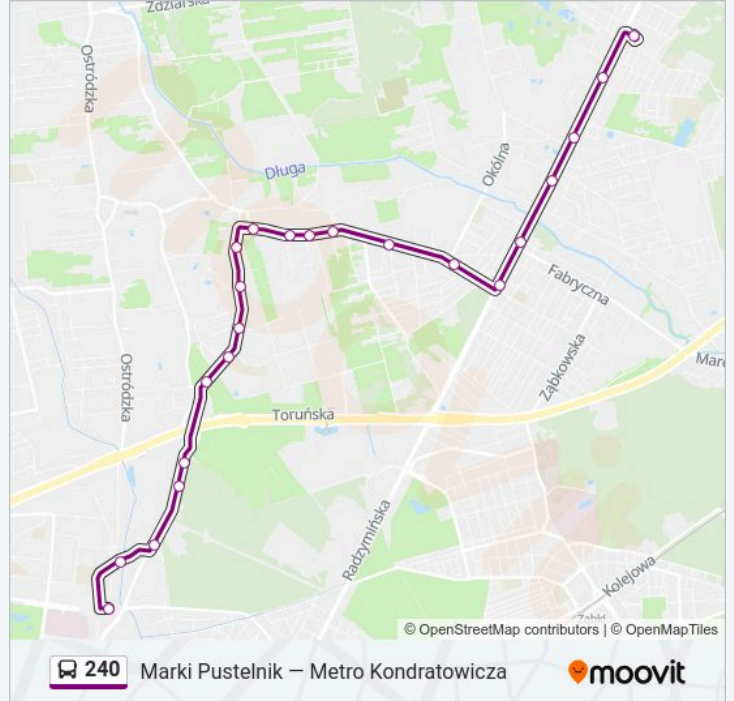 Zdziarska
Ostródzka
Okólna
Długa
Fabryczna
Ząbkowska
Ostródzka
Toruńska
Radzymińska
Kolejowa
© OpenStreetMap contributors | © OpenMapTiles
240 Marki Pustelnik — Metro Kondratowicza
moovit